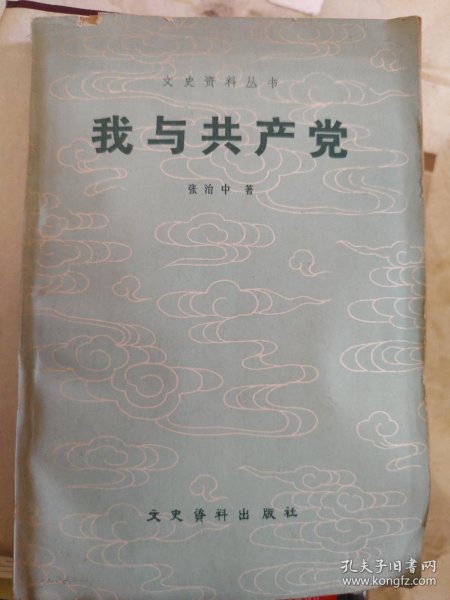 文史资料丛书
我与共产党
张治中 著
文史資料出版社
孔夫子旧书网
www.kongfz.com